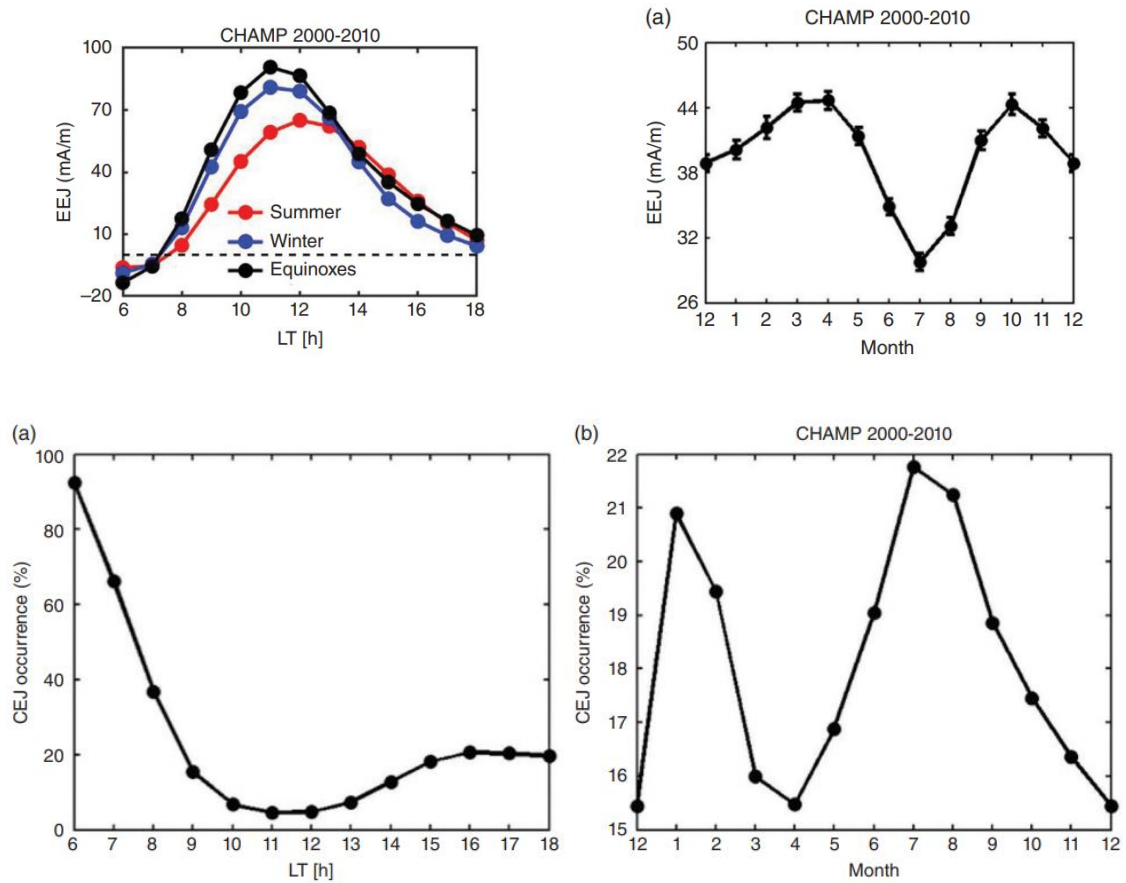 CHAMP 2000-2010
EEJ (mA/m)
100
70
40
10
−20
Summer
Winter
Equinoxes
6 8 10 12 14 16 18
LT [h]
(a)
CHAMP 2000-2010
EEJ (mA/m)
50
44
38
32
26
12 1 2 3 4 5 6 7 8 9 10 11 12
Month
(a)
CEJ occurrence (%)
100
80
60
40
20
0
6 7 8 9 10 11 12 13 14 15 16 17 18
LT [h]
(b)
CHAMP 2000-2010
CEJ occurrence (%)
22
21
20
19
18
17
16
15
12 1 2 3 4 5 6 7 8 9 10 11 12
Month